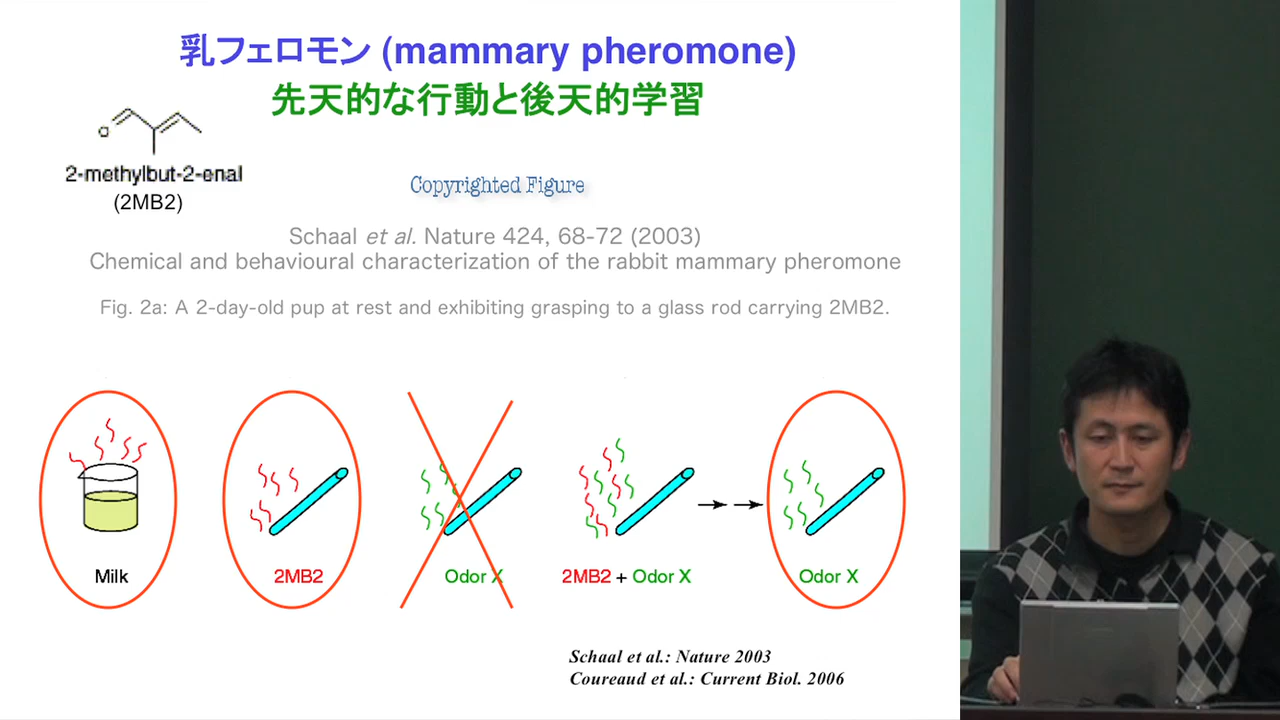 乳フェロモン (mammary pheromone)
先天的な行動と後天的学習
O
2-methylbut-2-enal
(2MB2)
Copyrighted Figure
Schaal et al. Nature 424, 68-72 (2003)
Chemical and behavioural characterization of the rabbit mammary pheromone
Fig. 2a: A 2-day-old pup at rest and exhibiting grasping to a glass rod carrying 2MB2.
Milk
2MB2
Odor X
2MB2 + Odor X
Odor X
Schaal et al.: Nature 2003
Coureaud et al.: Current Biol. 2006